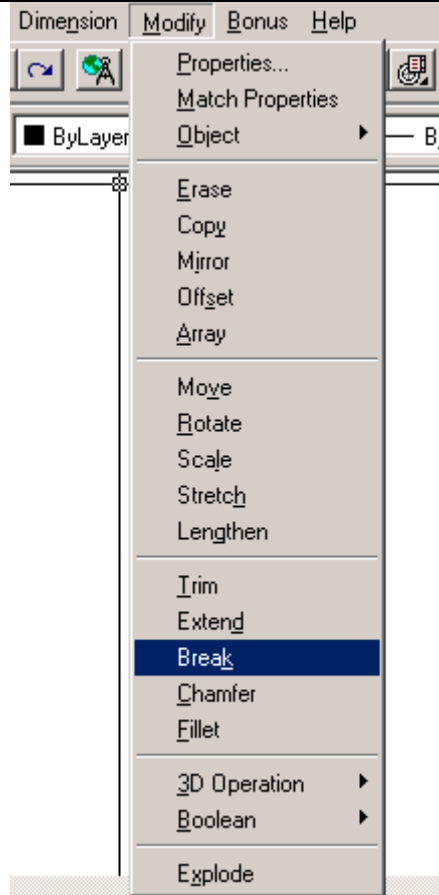 Dimension Modify Bonus Help
Properties...
Match Properties
ByLayer Object B
Erase
Copy
Mirror
Offset
Array
Move
Rotate
Scale
Stretch
Lengthen
Trim
Extend
Break
Chamfer
Fillet
3D Operation
Boolean
Explode